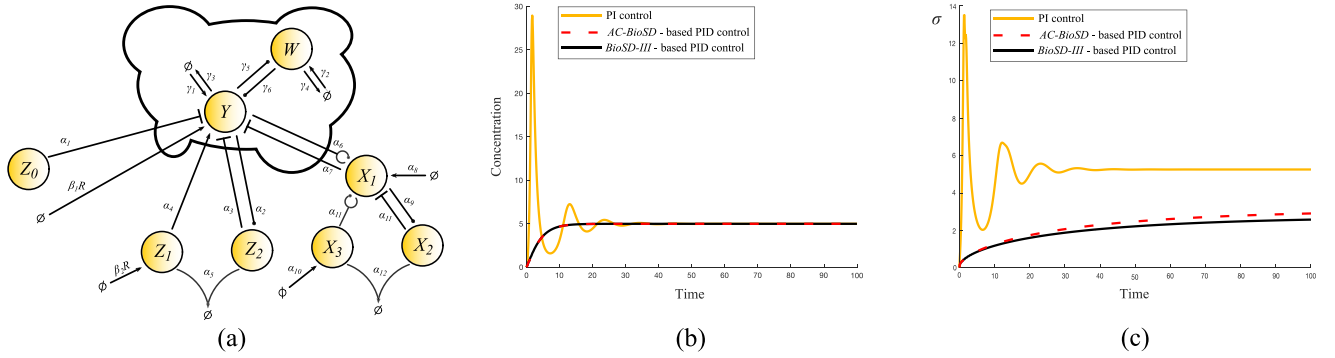 W
γ5
γ6
γ2
γ4
∅
∅
γ3
γ1
Y
α1
Z0
β1R
∅
α4
α3
α2
α6
α7
X1
α8
∅
α9
α11
α11
Z1
Z2
X3
X2
β2R
∅
α5
∅
α10
ϕ
α12
∅
(a)
PI control
AC-BioSD - based PID control
BioSD-III - based PID control
Concentration
30
25
20
15
10
5
0
0 10 20 30 40 50 60 70 80 90 100
Time
(b)
σ
PI control
AC-BioSD - based PID control
BioSD-III - based PID control
14
12
10
8
6
4
2
0
0 10 20 30 40 50 60 70 80 90 100
Time
(c)